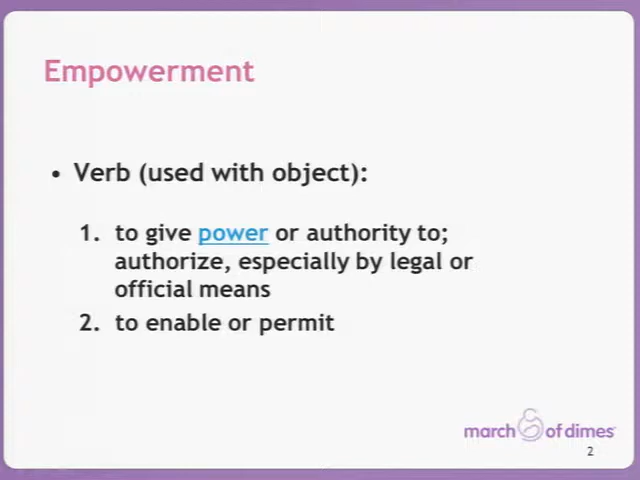 Empowerment
• Verb (used with object):
1. to give power or authority to;
authorize, especially by legal or
official means
2. to enable or permit
march of dimes
2